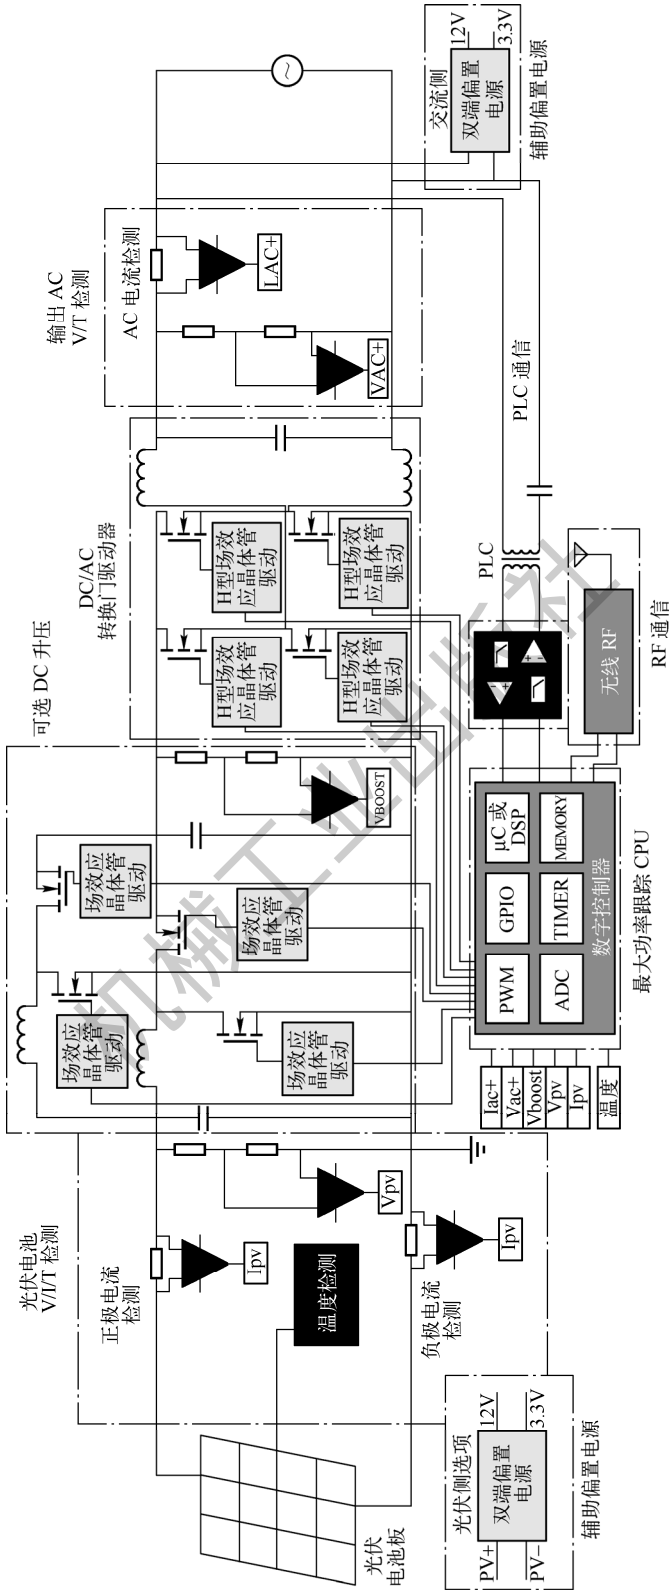 光伏
电池板
光伏电池
V/I/T 检测
正极电流
检测
Ipv
温度检测
Vpv
负极电流
检测
Ipv
PV+
PV−
光伏侧选项
双端偏置
电源
12V
3.3V
辅助偏置电源
可选 DC 升压
场效应
晶体管
驱动
场效应
晶体管
驱动
场效应
晶体管
驱动
场效应
晶体管
驱动
VBOOST
DC/AC
转换门驱动器
H型场效
应晶体管
驱动
H型场效
应晶体管
驱动
H型场效
应晶体管
驱动
H型场效
应晶体管
驱动
输出 AC
V/T 检测
AC 电流检测
LAC+
VAC+
Iac+
Vac+
Vboost
Vpv
Ipv
温度
PWM
GPIO
μC 或
DSP
ADC
TIMER
MEMORY
数字控制器
最大功率跟踪 CPU
PLC
PLC 通信
无线 RF
RF 通信
交流侧
双端偏置
电源
12V
3.3V
辅助偏置电源
机械工业出版社